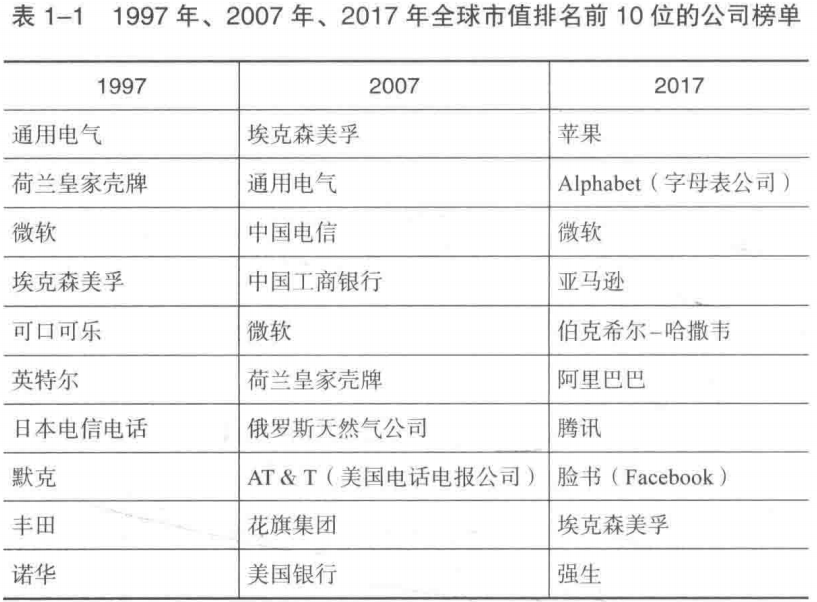 表 1-1 1997 年、2007 年、2017 年全球市值排名前 10 位的公司榜单
1997 2007 2017
通用电气 埃克森美孚 苹果
荷兰皇家壳牌 通用电气 Alphabet（字母表公司）
微软 中国电信 微软
埃克森美孚 中国工商银行 亚马逊
可口可乐 微软 伯克希尔-哈撒韦
英特尔 荷兰皇家壳牌 阿里巴巴
日本电信电话 俄罗斯天然气公司 腾讯
默克 AT & T（美国电话电报公司） 脸书（Facebook）
丰田 花旗集团 埃克森美孚
诺华 美国银行 强生